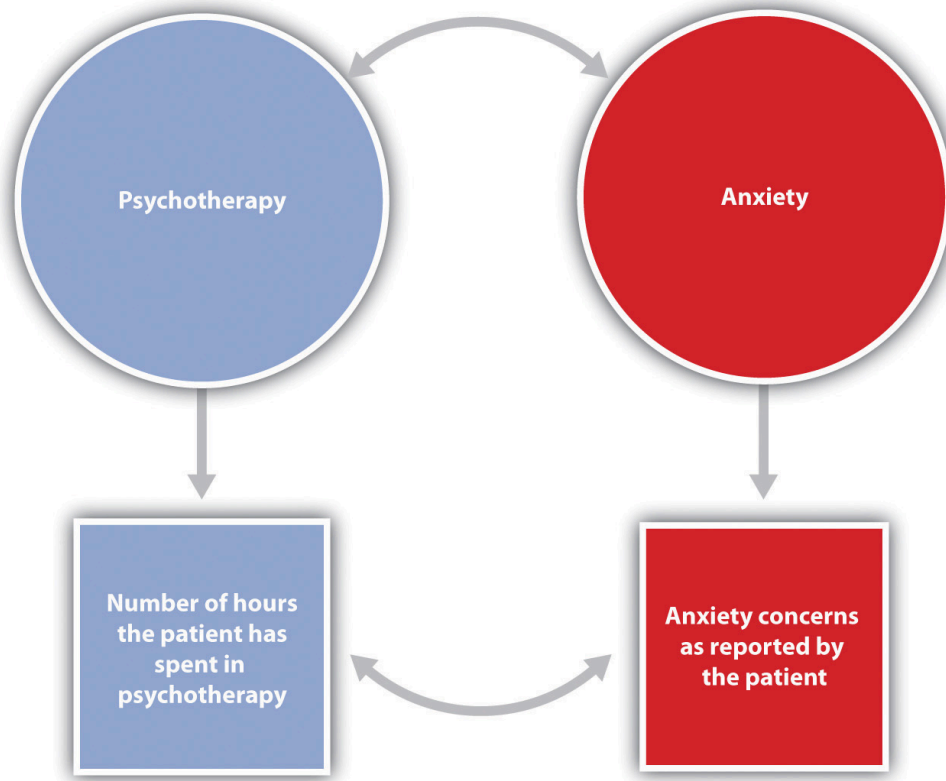 Psychotherapy
Anxiety
Number of hours
the patient has
spent in
psychotherapy
Anxiety concerns
as reported by
the patient